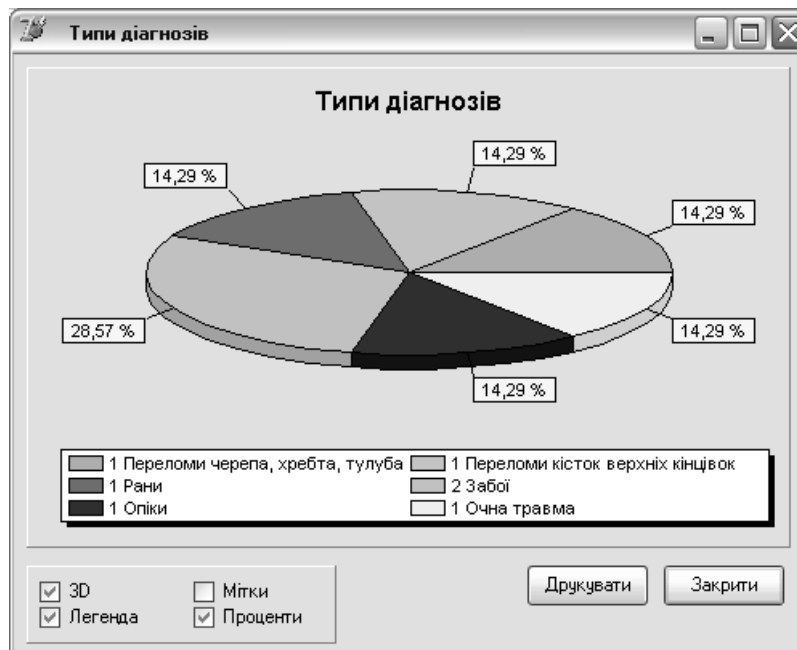 Типи діагнозів
Типи діагнозів
14,29 %
14,29 %
14,29 %
28,57 %
14,29 %
14,29 %
1 Переломи черепа, хребта, тулуба 1 Переломи кісток верхніх кінцівок
1 Рани 2 Забої
1 Опіки 1 Очна травма
3D Мітки
Легенда Проценти
Друкувати Закрити